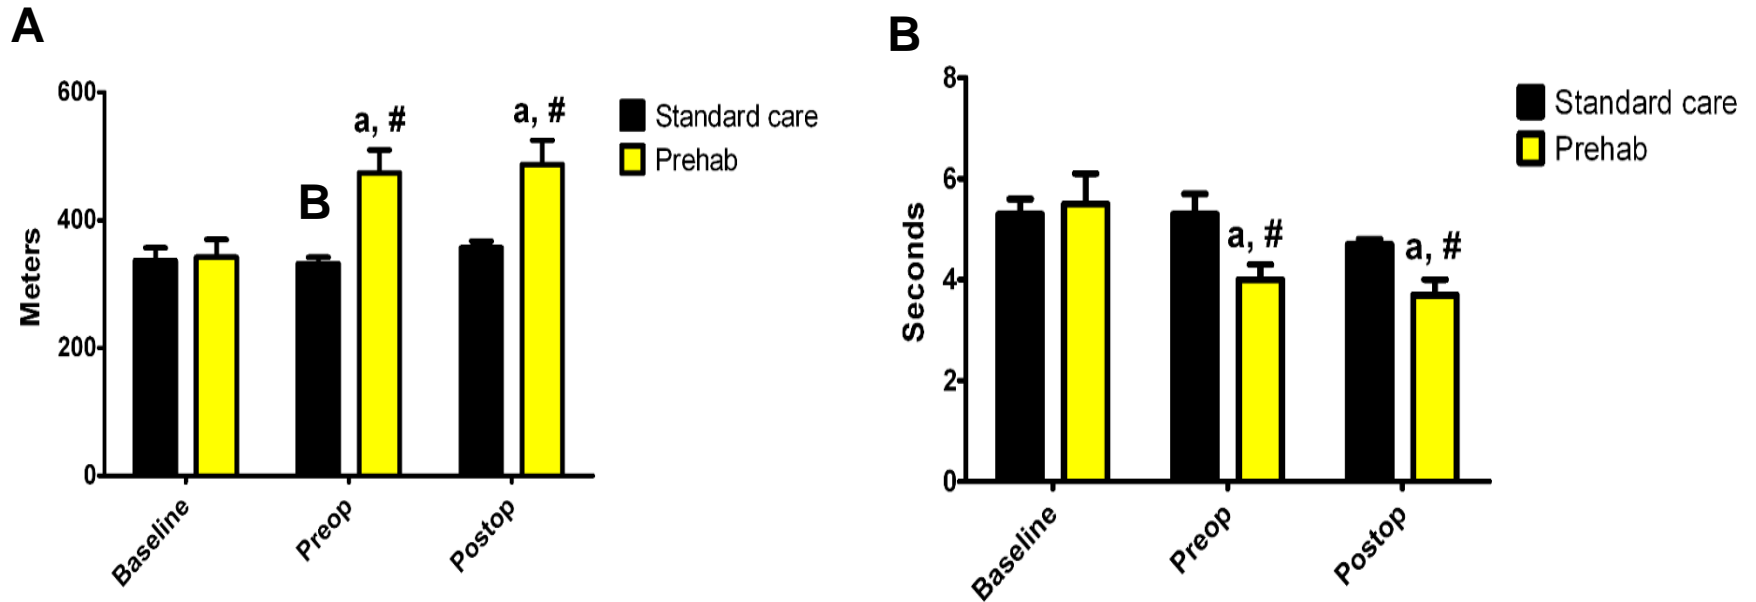 A
600
400
200
0
Meters
a, #
a, #
B
Standard care
Prehab
Baseline
Preop
Postop
B
8
6
4
2
0
Seconds
a, #
a, #
Standard care
Prehab
Baseline
Preop
Postop